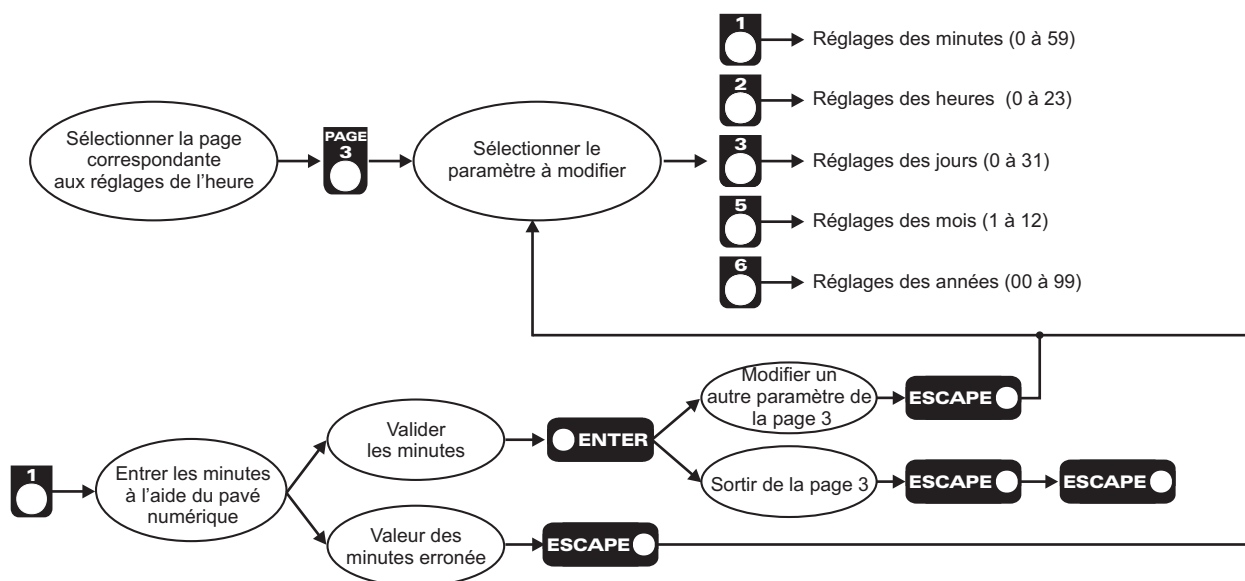 1
Réglages des minutes (0 à 59)
2
Réglages des heures (0 à 23)
Sélectionner la page
correspondante
aux réglages de l'heure
PAGE
3
Sélectionner le
paramètre à modifier
3
Réglages des jours (0 à 31)
5
Réglages des mois (1 à 12)
6
Réglages des années (00 à 99)
1
Entrer les minutes
à l'aide du pavé
numérique
Valider
les minutes
ENTER
Modifier un
autre paramètre de
la page 3
ESCAPE
Sortir de la page 3
ESCAPE
ESCAPE
Valeur des
minutes erronée
ESCAPE